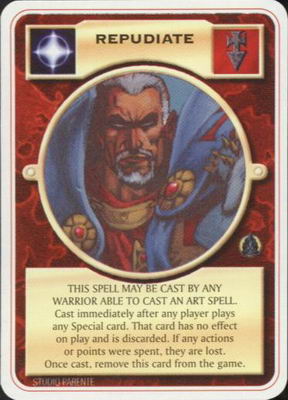 REPUDIATE
THIS SPELL MAY BE CAST BY ANY
WARRIOR ABLE TO CAST AN ART SPELL.
Cast immediately after any player plays
any Special card. That card has no effect
on play and is discarded. If any actions
or points were spent, they are lost.
Once cast, remove this card from the game.
STUDIO PARENTE